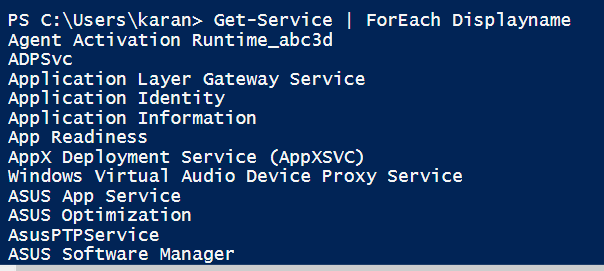 PS C:\Users\karan> Get-Service | ForEach Displayname
Agent Activation Runtime_abc3d
ADPSvc
Application Layer Gateway Service
Application Identity
Application Information
App Readiness
AppX Deployment Service (AppXSVC)
Windows Virtual Audio Device Proxy Service
ASUS App Service
ASUS Optimization
AsusPTPService
ASUS Software Manager